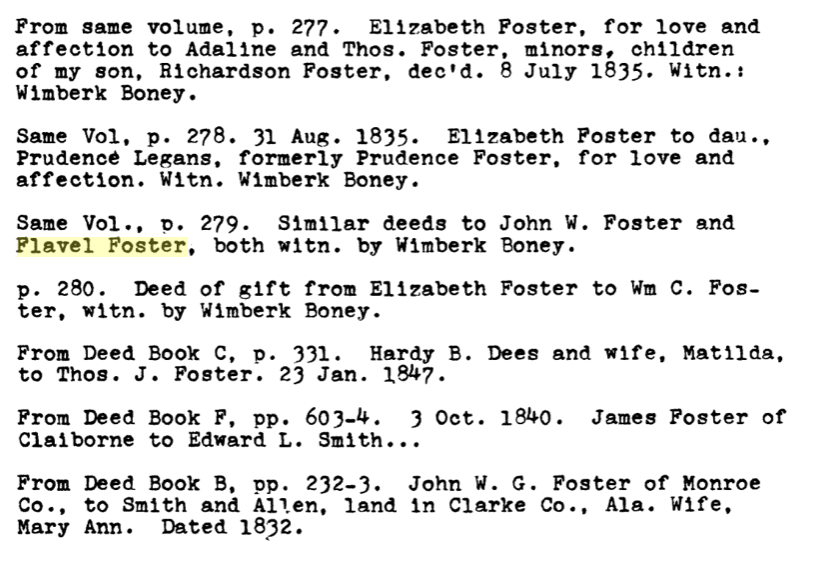 From same volume, p. 277. Elizabeth Foster, for love and
affection to Adaline and Thos. Foster, minors, children
of my son, Richardson Foster, dec'd. 8 July 1835. Witn.:
Wimberk Boney.
Same Vol, p. 278. 31 Aug. 1835. Elizabeth Foster to dau.,
Prudence Legans, formerly Prudence Foster, for love and
affection. Witn. Wimberk Boney.
Same Vol., p. 279. Similar deeds to John W. Foster and
Flavel Foster, both witn. by Wimberk Boney.
p. 280. Deed of gift from Elizabeth Foster to Wm C. Fos-
ter, witn. by Wimberk Boney.
From Deed Book C, p. 331. Hardy B. Dees and wife, Matilda,
to Thos. J. Foster. 23 Jan. 1847.
From Deed Book F, pp. 603-4. 3 Oct. 1840. James Foster of
Claiborne to Edward L. Smith...
From Deed Book B, pp. 232-3. John W. G. Foster of Monroe
Co., to Smith and Allen, land in Clarke Co., Ala. Wife,
Mary Ann. Dated 1832.